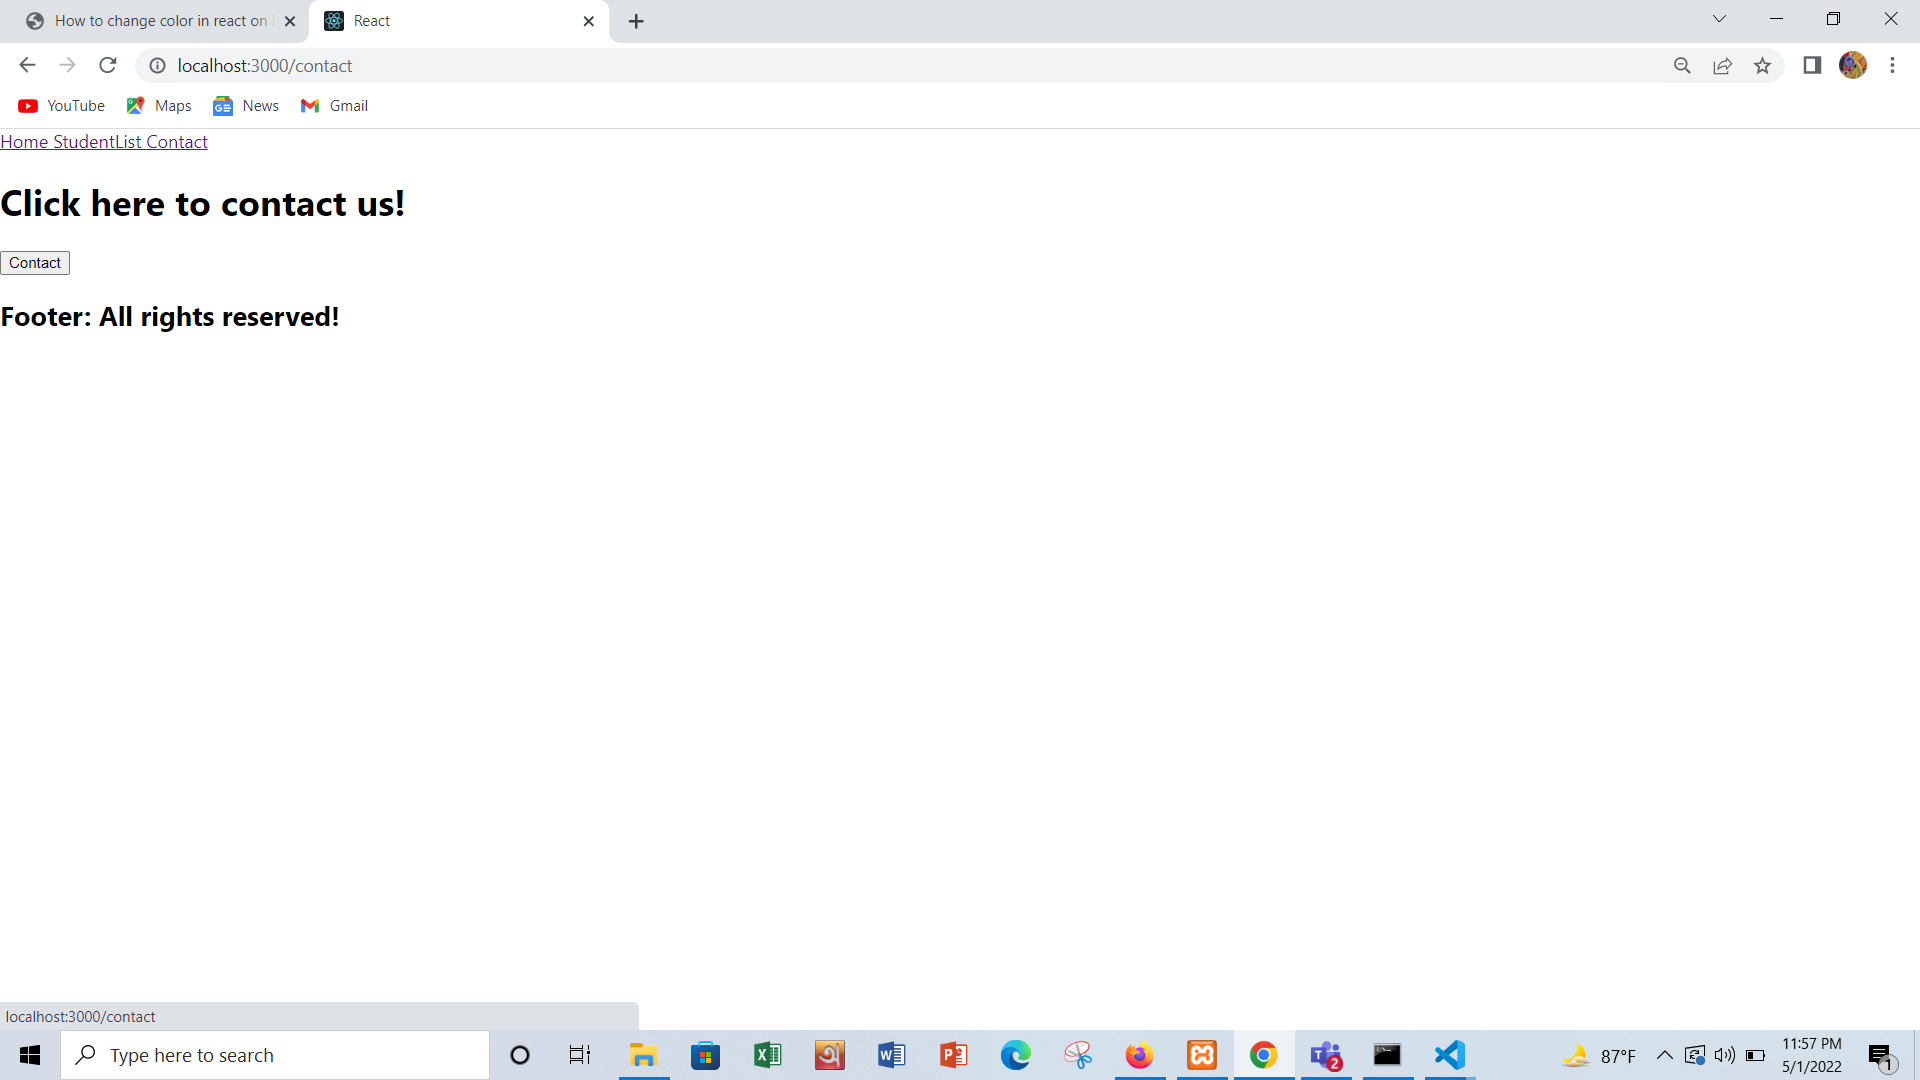 How to change color in react on
React
localhost:3000/contact
YouTube
Maps
News
Gmail
Home StudentList Contact
Click here to contact us!
Contact
Footer: All rights reserved!
localhost:3000/contact
Type here to search
2
87°F
11:57 PM
5/1/2022
1